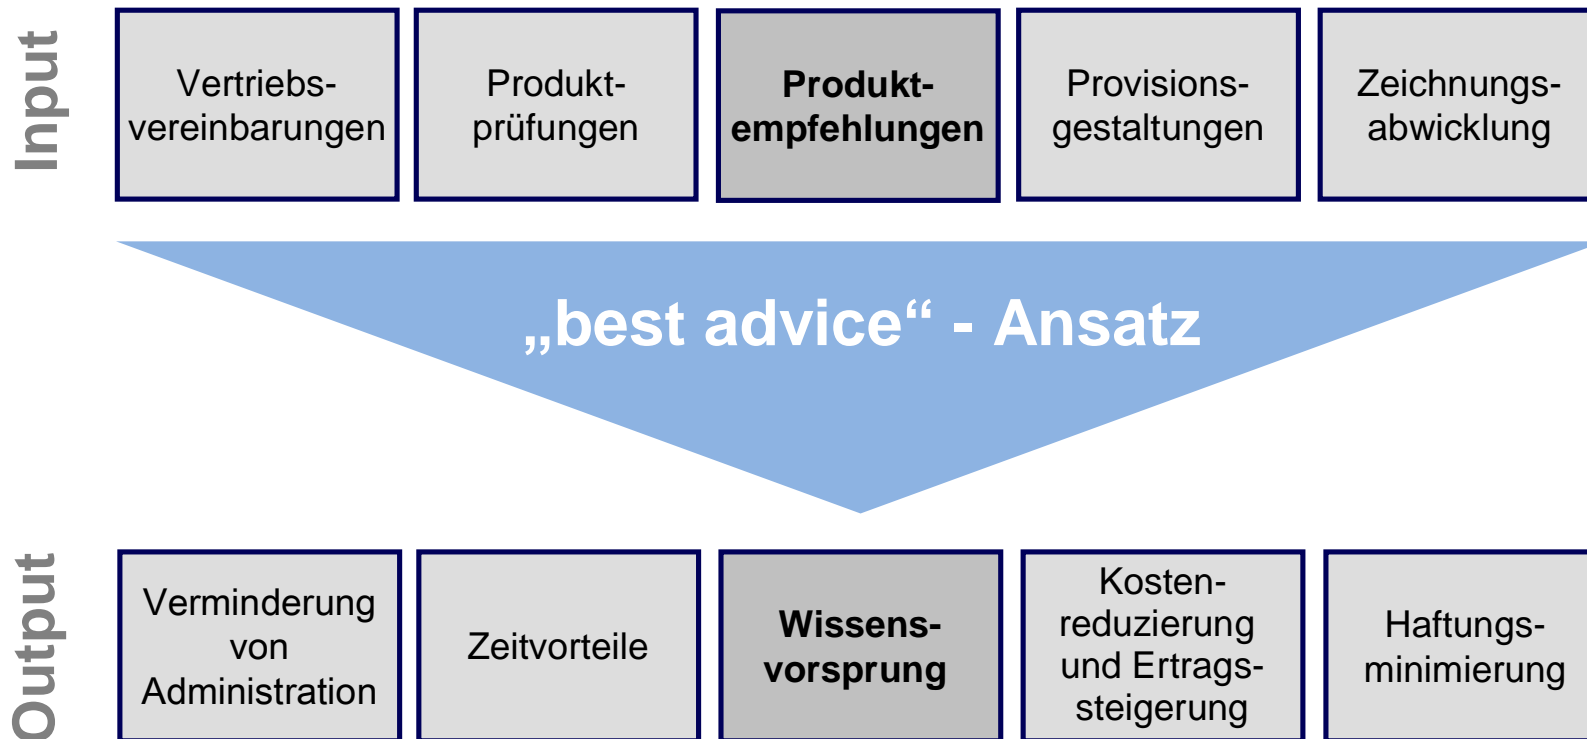 Input
Vertriebs-
vereinbarungen
Produkt-
prüfungen
Produkt-
empfehlungen
Provisions-
gestaltungen
Zeichnungs-
abwicklung
„best advice“ - Ansatz
Output
Verminderung
von
Administration
Zeitvorteile
Wissens-
vorsprung
Kosten-
reduzierung
und Ertrags-
steigerung
Haftungs-
minimierung